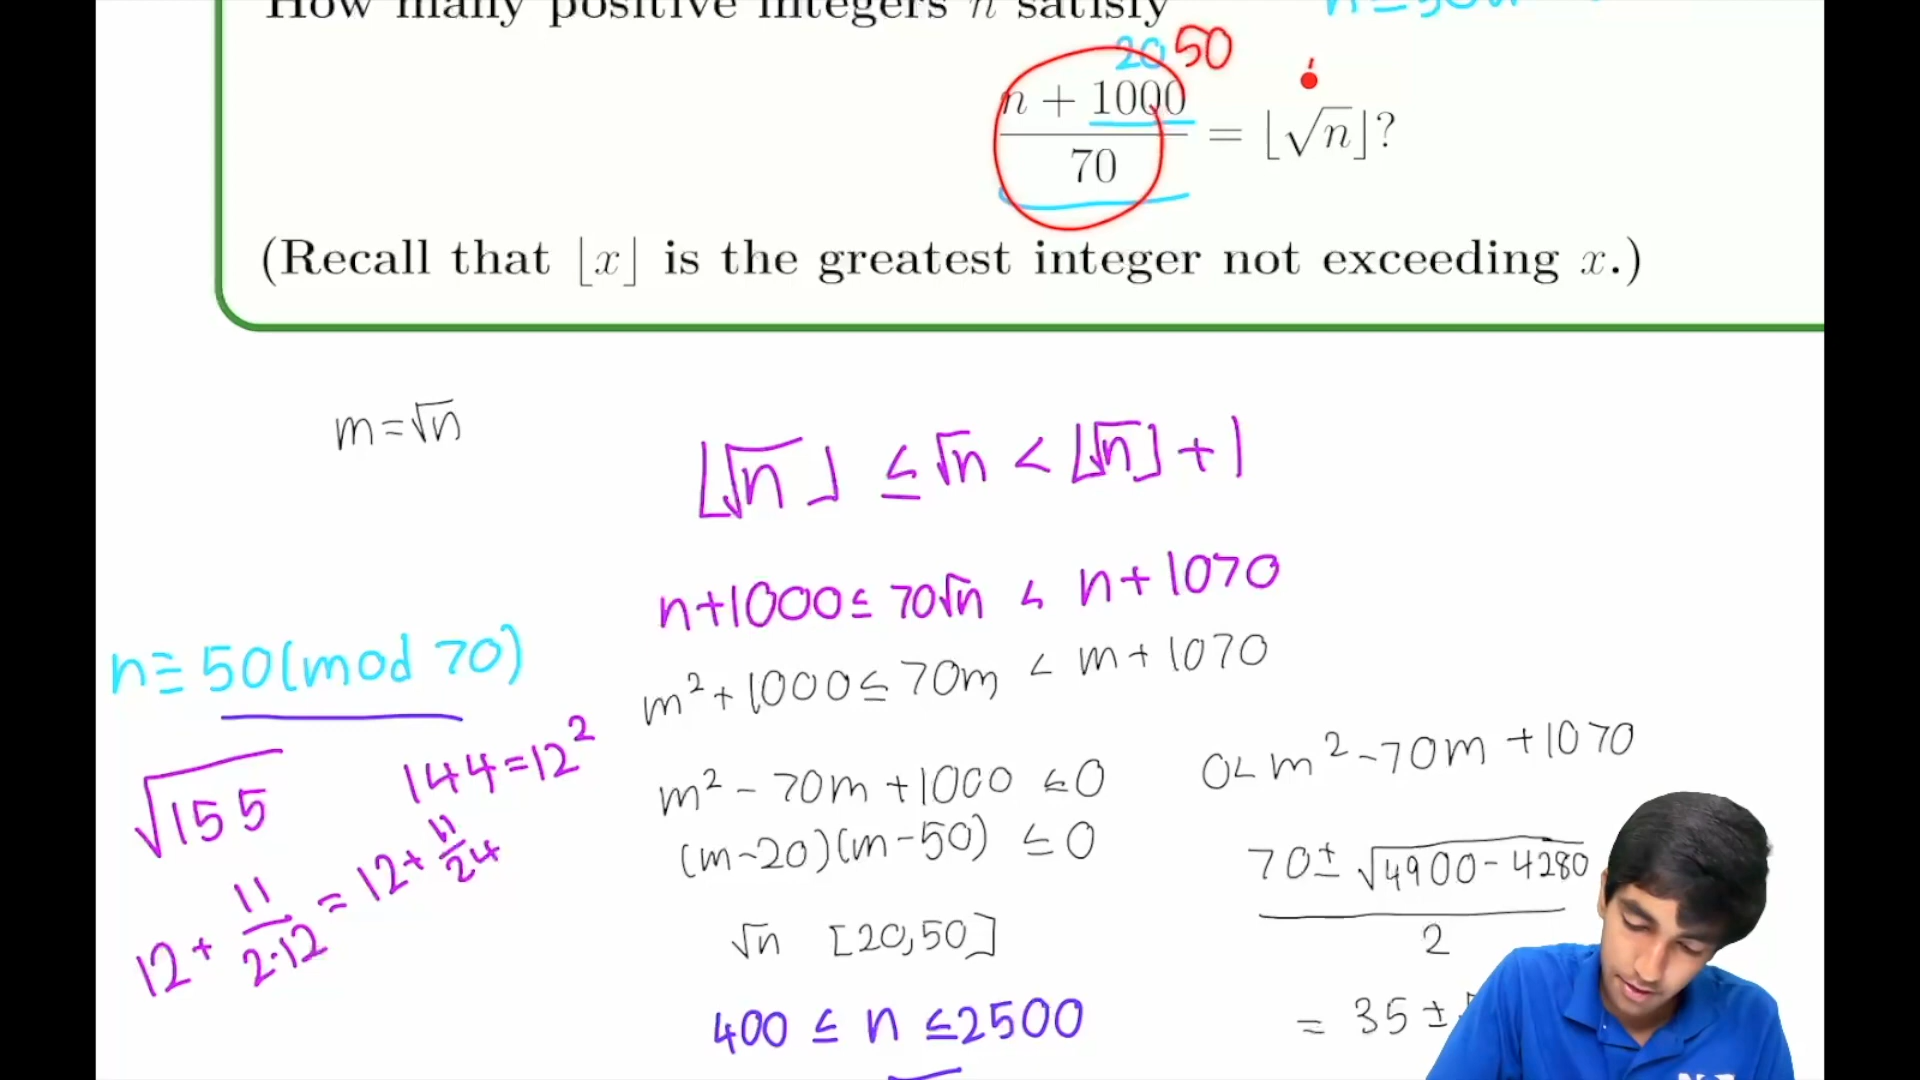 How many positive integers n satisfy
20 50
n + 1000
70
= ⌊√n⌋?
(Recall that ⌊x⌋ is the greatest integer not exceeding x.)
m=√n
⌊√n⌋ ≤ √n < ⌊√n⌋ + 1
n+1000 ≤ 70√n < n+1070
m² + 1000 ≤ 70m < m + 1070
n ≡ 50 (mod 70)
√155
144=12²
12 + 11/2·12 = 12 + 11/24
m² - 70m + 1000 ≤ 0
(m-20)(m-50) ≤ 0
√n [20,50]
400 ≤ n ≤ 2500
0 < m² - 70m + 1070
70 ± √4900 - 4280
2
= 35 ±